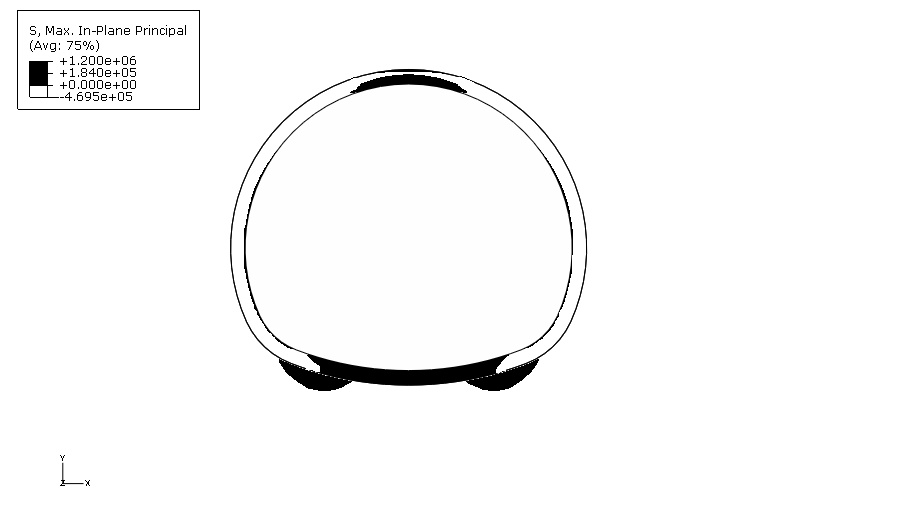 S, Max. In-Plane Principal
(Avg: 75%)
+1.200e+06
+1.840e+05
+0.000e+00
-4.695e+05
Y
Z X